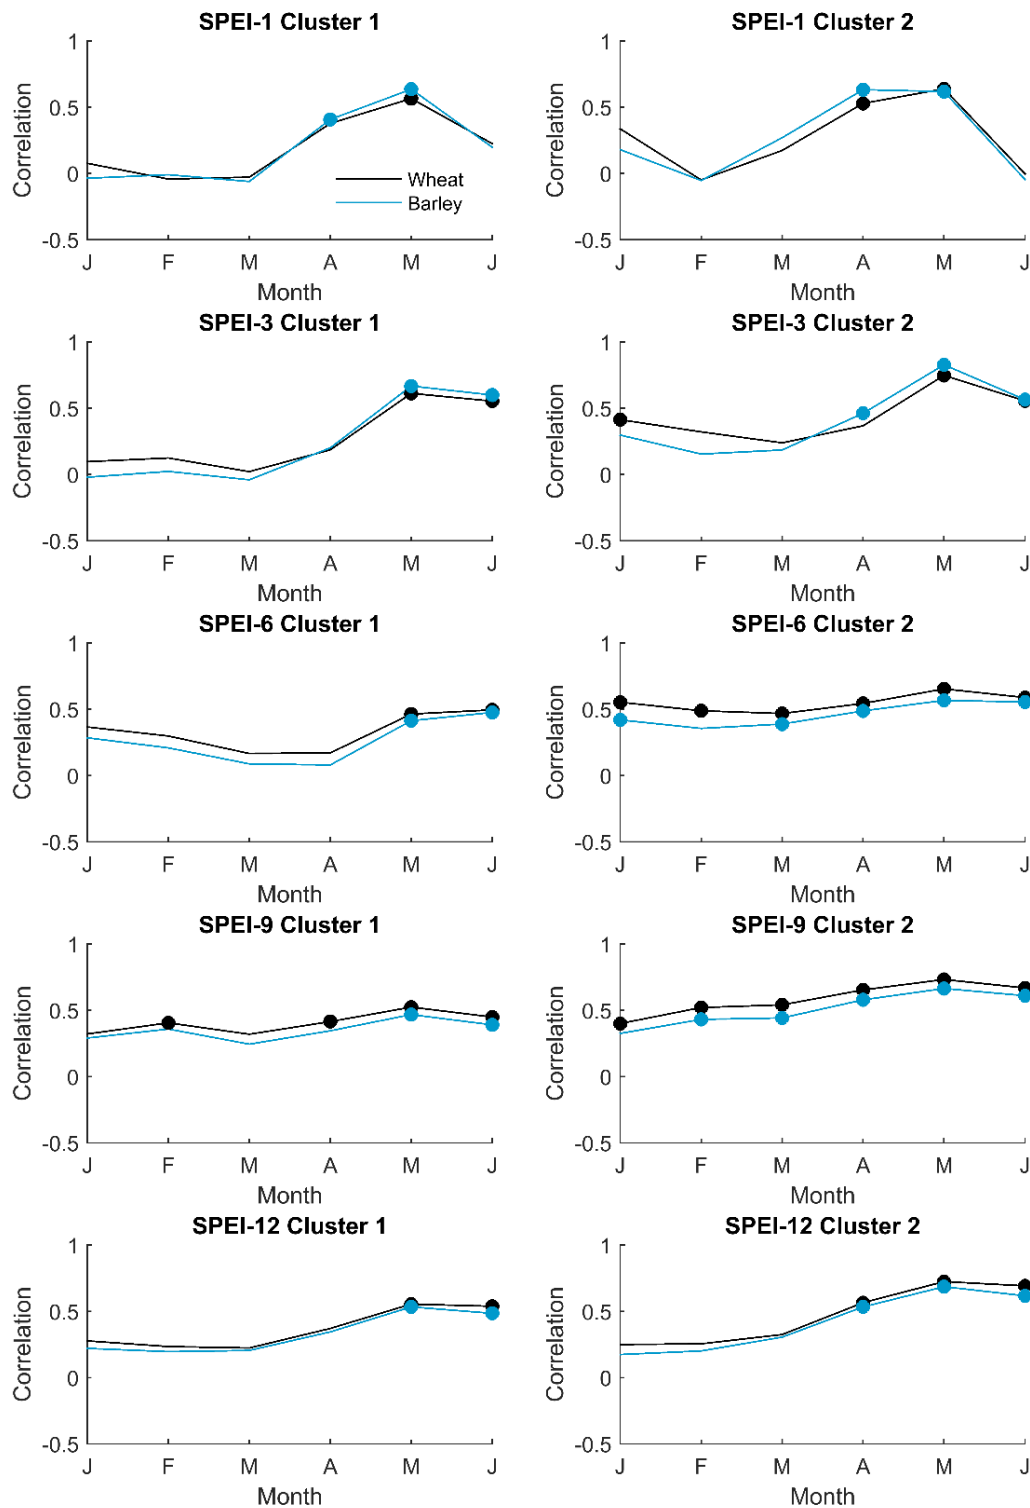 SPEI-1 Cluster 1
1
0.5
0
-0.5
Correlation
Wheat
Barley
J F M A M J
Month
SPEI-1 Cluster 2
1
0.5
0
-0.5
Correlation
J F M A M J
Month
SPEI-3 Cluster 1
1
0.5
0
-0.5
Correlation
J F M A M J
Month
SPEI-3 Cluster 2
1
0.5
0
-0.5
Correlation
J F M A M J
Month
SPEI-6 Cluster 1
1
0.5
0
-0.5
Correlation
J F M A M J
Month
SPEI-6 Cluster 2
1
0.5
0
-0.5
Correlation
J F M A M J
Month
SPEI-9 Cluster 1
1
0.5
0
-0.5
Correlation
J F M A M J
Month
SPEI-9 Cluster 2
1
0.5
0
-0.5
Correlation
J F M A M J
Month
SPEI-12 Cluster 1
1
0.5
0
-0.5
Correlation
J F M A M J
Month
SPEI-12 Cluster 2
1
0.5
0
-0.5
Correlation
J F M A M J
Month